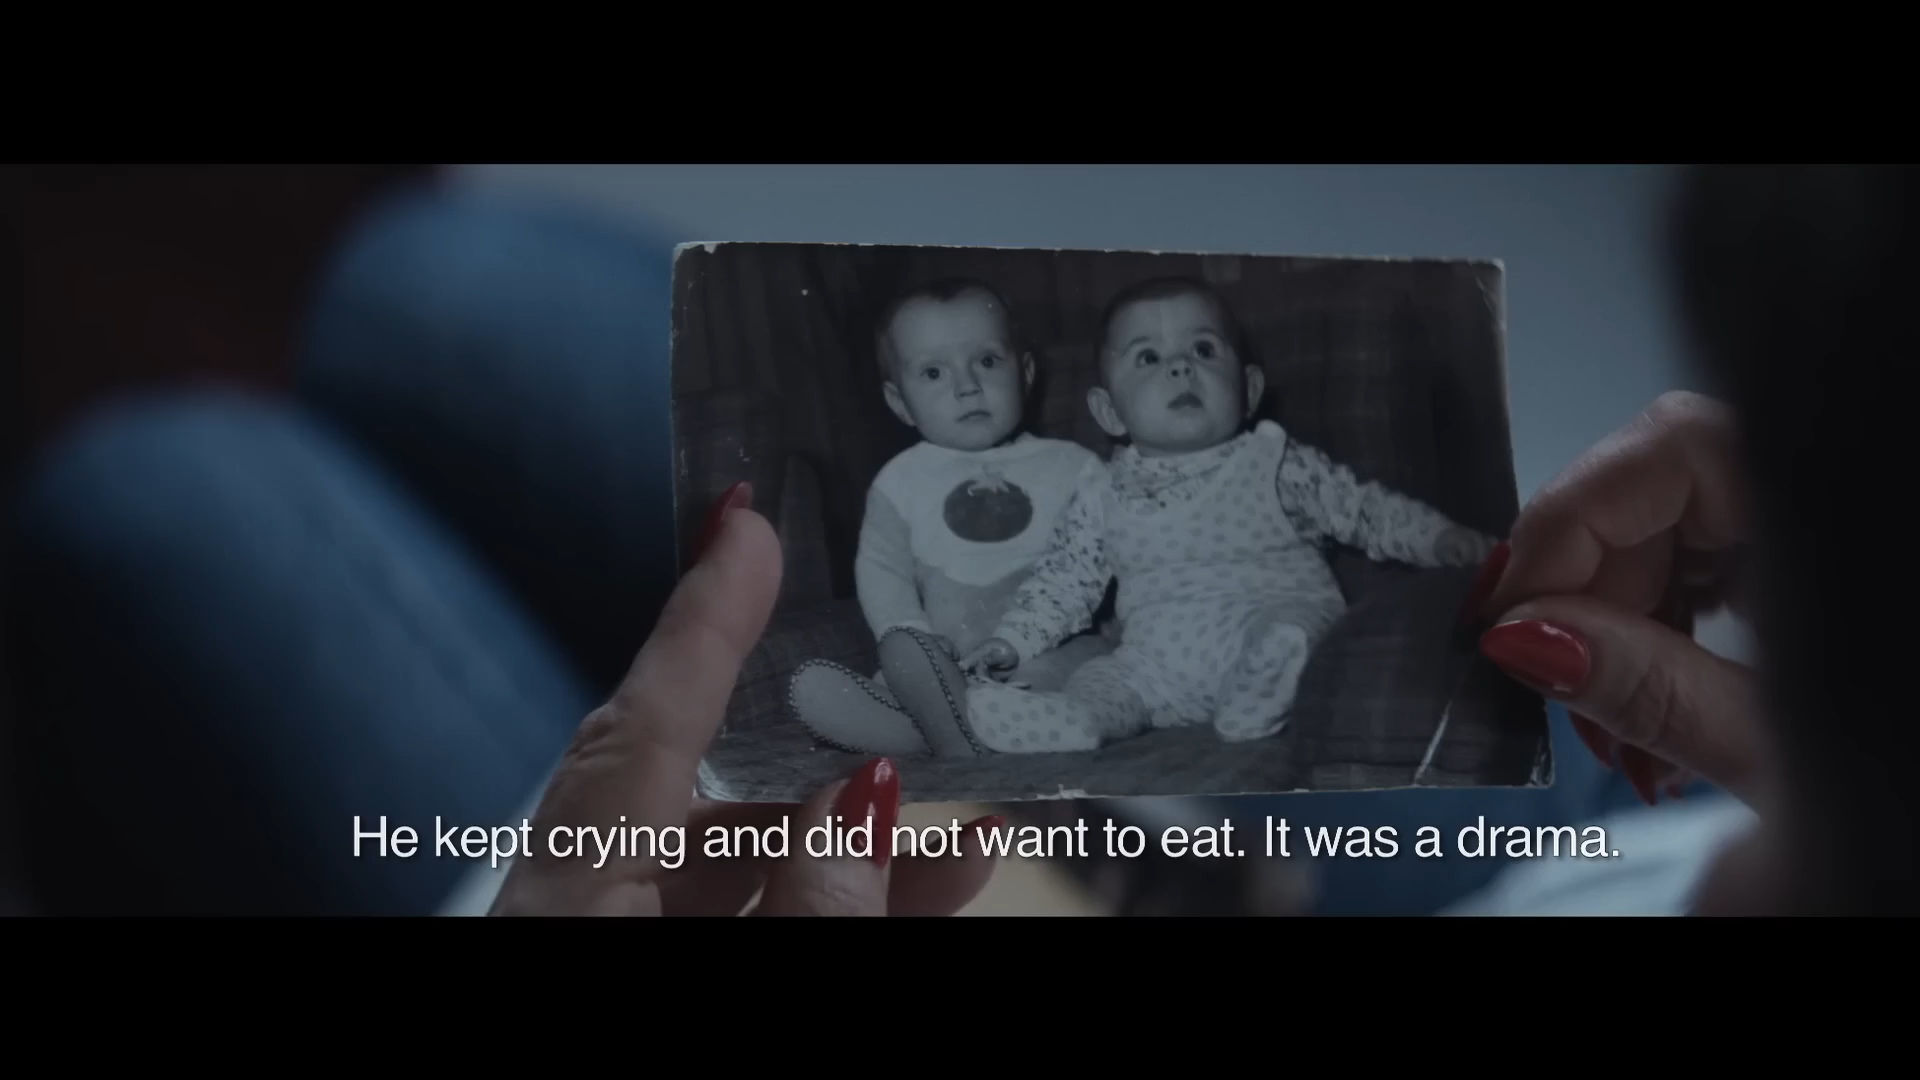 He kept crying and did not want to eat. It was a drama.